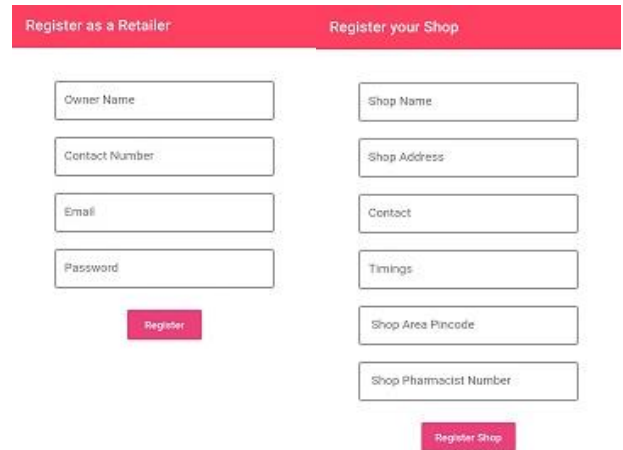 Register as a Retailer
Owner Name
Contact Number
Email
Password
Register
Register your Shop
Shop Name
Shop Address
Contact
Timings
Shop Area Pincode
Shop Pharmacist Number
Register Shop